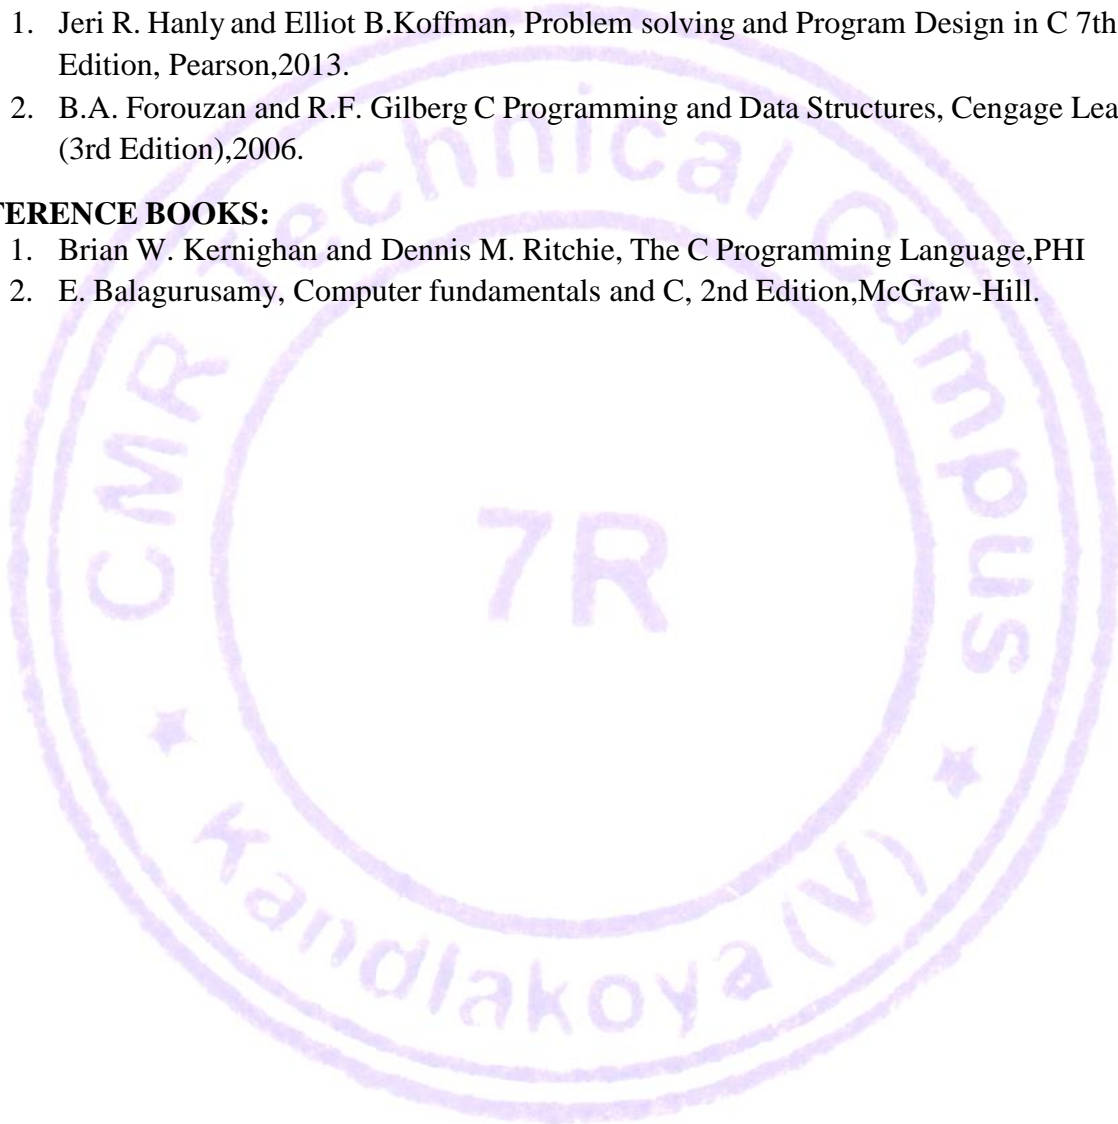 1. Jeri R. Hanly and Elliot B.Koffman, Problem solving and Program Design in C 7th
Edition, Pearson,2013.
2. B.A. Forouzan and R.F. Gilberg C Programming and Data Structures, Cengage Lea
(3rd Edition),2006.
FERENCE BOOKS:
1. Brian W. Kernighan and Dennis M. Ritchie, The C Programming Language,PHI
2. E. Balagurusamy, Computer fundamentals and C, 2nd Edition,McGraw-Hill.
CMR Technical Campus
7R
★ Kandlakoya (V) ★